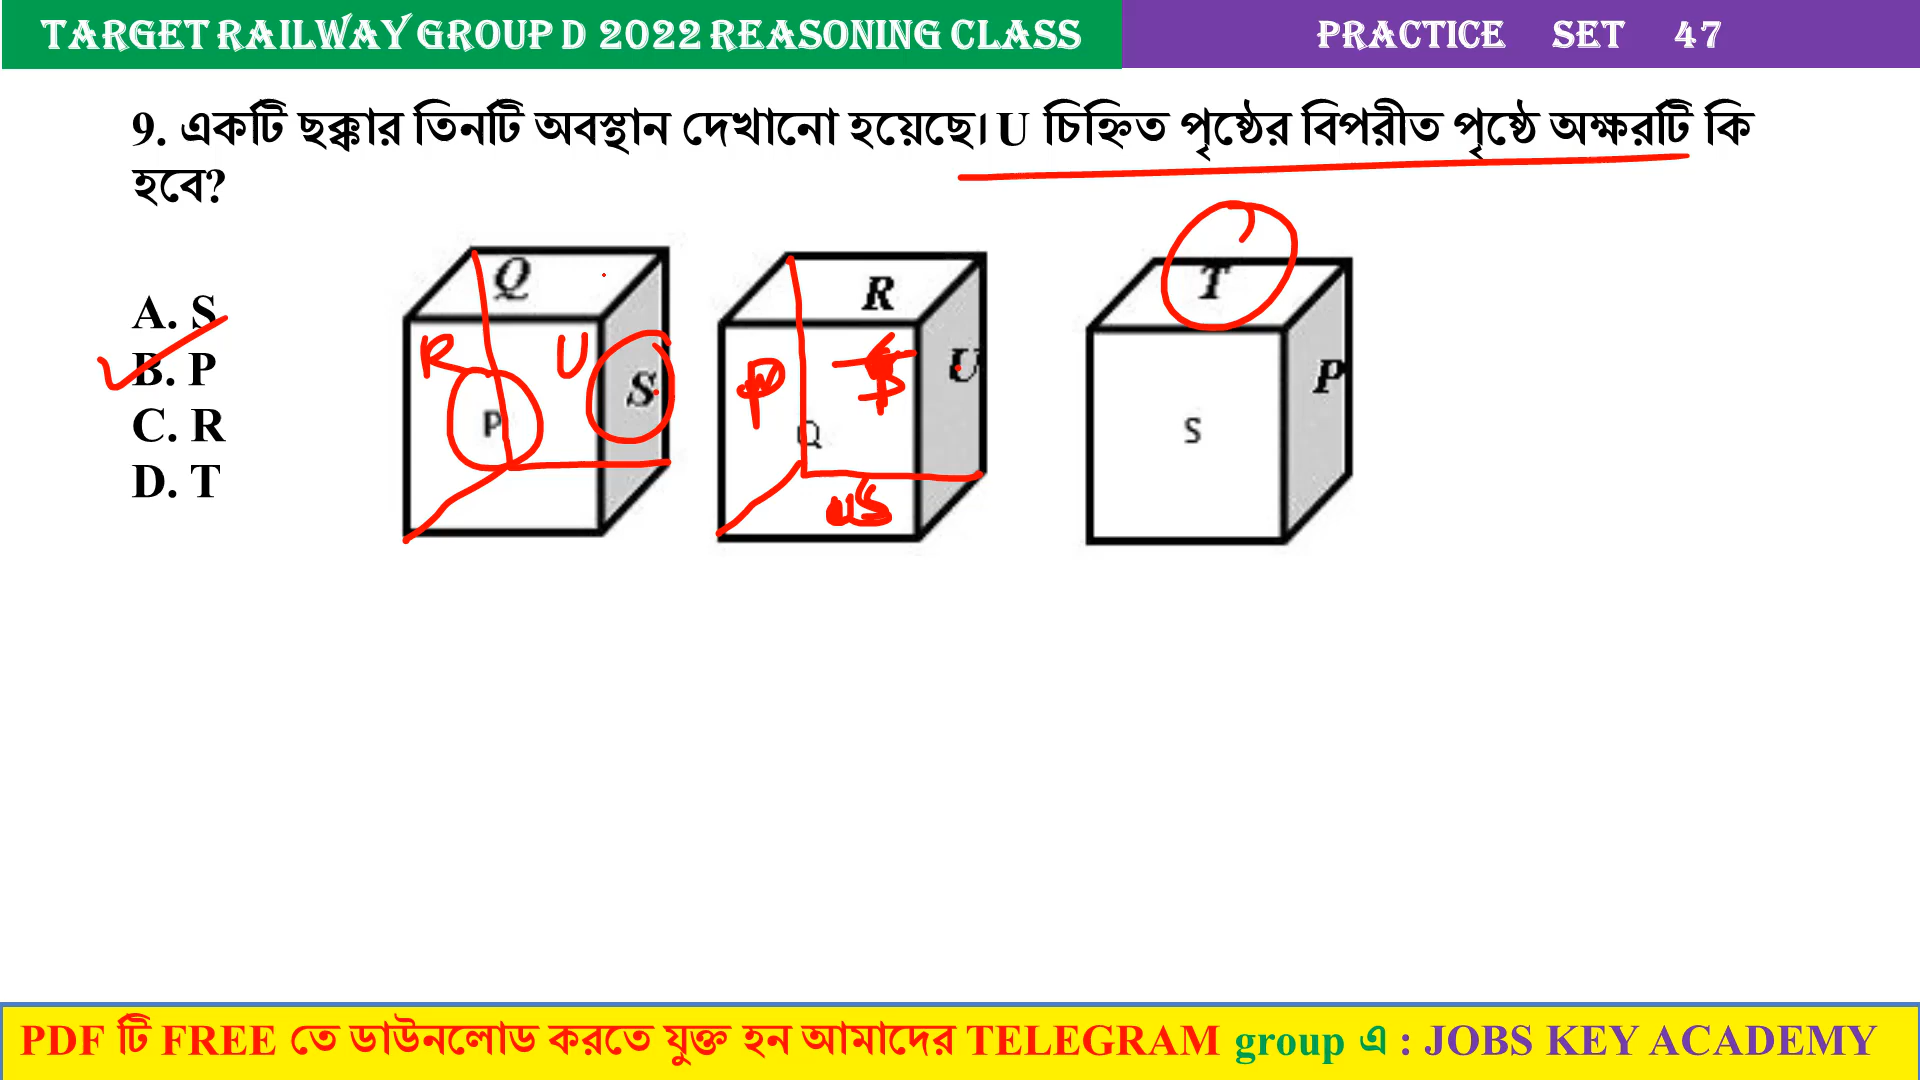 TARGET RAILWAY GROUP D 2022 REASONING CLASS
PRACTICE SET 47
9. একটি ছক্কার তিনটি অবস্থান দেখানো হয়েছে। U চিহ্নিত পৃষ্ঠের বিপরীত পৃষ্ঠে অক্ষরটি কি
হবে?
A. S
B. P
C. R
D. T
Q
R U
P S
R
P P U
Q
S
T
P
S
PDF টি FREE তে ডাউনলোড করতে যুক্ত হন আমাদের TELEGRAM group এ : JOBS KEY ACADEMY